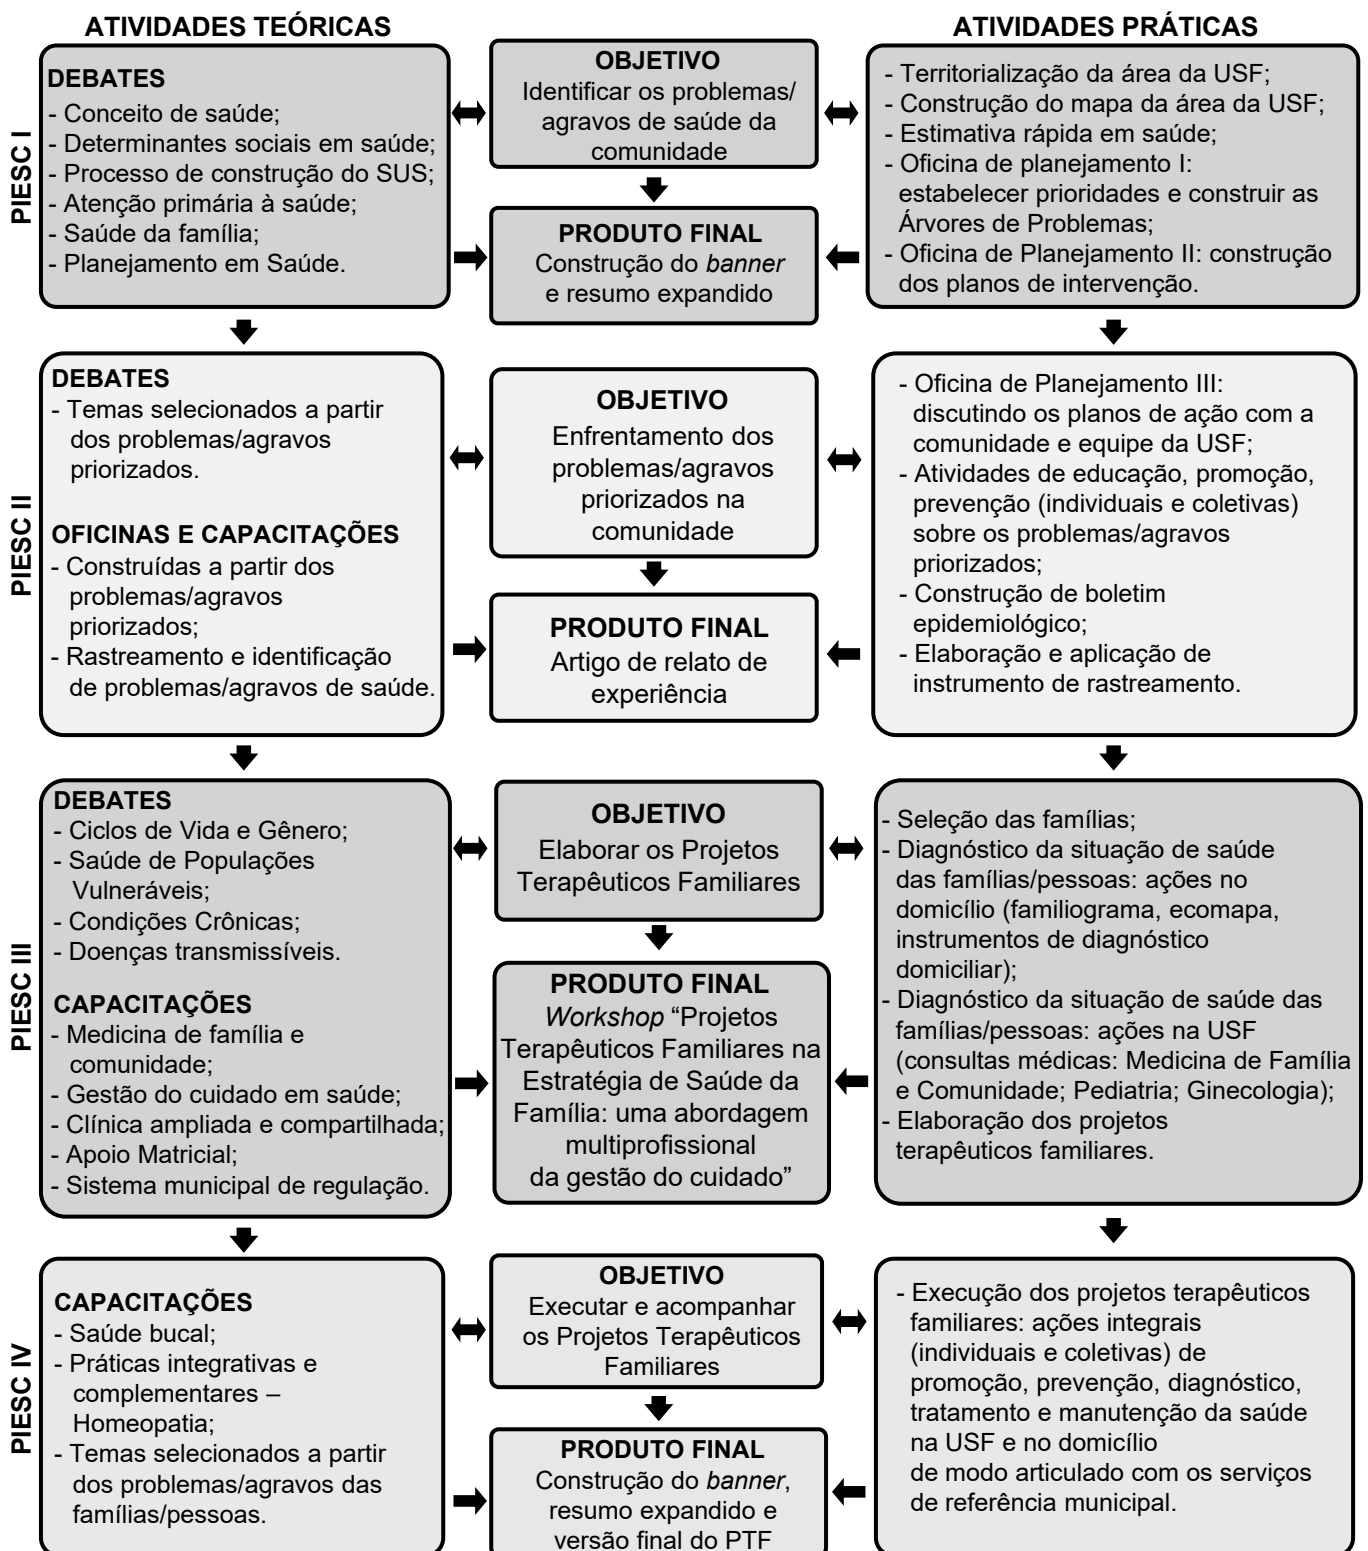 ATIVIDADES TEÓRICAS
ATIVIDADES PRÁTICAS
PIESC I
DEBATES
- Conceito de saúde;
- Determinantes sociais em saúde;
- Processo de construção do SUS;
- Atenção primária à saúde;
- Saúde da família;
- Planejamento em Saúde.
OBJETIVO
Identificar os problemas/
agravos de saúde da
comunidade
PRODUTO FINAL
Construção do banner
e resumo expandido
- Territorialização da área da USF;
- Construção do mapa da área da USF;
- Estimativa rápida em saúde;
- Oficina de planejamento I:
estabelecer prioridades e construir as
Árvores de Problemas;
- Oficina de Planejamento II: construção
dos planos de intervenção.
PIESC II
DEBATES
- Temas selecionados a partir
dos problemas/agravos
priorizados.
OFICINAS E CAPACITAÇÕES
- Construídas a partir dos
problemas/agravos
priorizados;
- Rastreamento e identificação
de problemas/agravos de saúde.
OBJETIVO
Enfrentamento dos
problemas/agravos
priorizados na
comunidade
PRODUTO FINAL
Artigo de relato de
experiência
- Oficina de Planejamento III:
discutindo os planos de ação com a
comunidade e equipe da USF;
- Atividades de educação, promoção,
prevenção (individuais e coletivas)
sobre os problemas/agravos
priorizados;
- Construção de boletim
epidemiológico;
- Elaboração e aplicação de
instrumento de rastreamento.
PIESC III
DEBATES
- Ciclos de Vida e Gênero;
- Saúde de Populações
Vulneráveis;
- Condições Crônicas;
- Doenças transmissíveis.
CAPACITAÇÕES
- Medicina de família e
comunidade;
- Gestão do cuidado em saúde;
- Clínica ampliada e compartilhada;
- Apoio Matricial;
- Sistema municipal de regulação.
OBJETIVO
Elaborar os Projetos
Terapêuticos Familiares
PRODUTO FINAL
Workshop “Projetos
Terapêuticos Familiares na
Estratégia de Saúde da
Família: uma abordagem
multiprofissional
da gestão do cuidado”
- Seleção das famílias;
- Diagnóstico da situação de saúde
das famílias/pessoas: ações no
domicílio (familiograma, ecomapa,
instrumentos de diagnóstico
domiciliar);
- Diagnóstico da situação de saúde das
famílias/pessoas: ações na USF
(consultas médicas: Medicina de Família
e Comunidade; Pediatria; Ginecologia);
- Elaboração dos projetos
terapêuticos familiares.
PIESC IV
CAPACITAÇÕES
- Saúde bucal;
- Práticas integrativas e
complementares –
Homeopatia;
- Temas selecionados a partir
dos problemas/agravos das
famílias/pessoas.
OBJETIVO
Executar e acompanhar
os Projetos Terapêuticos
Familiares
PRODUTO FINAL
Construção do banner,
resumo expandido e
versão final do PTF
- Execução dos projetos terapêuticos
familiares: ações integrais
(individuais e coletivas) de
promoção, prevenção, diagnóstico,
tratamento e manutenção da saúde
na USF e no domicílio
de modo articulado com os serviços
de referência municipal.